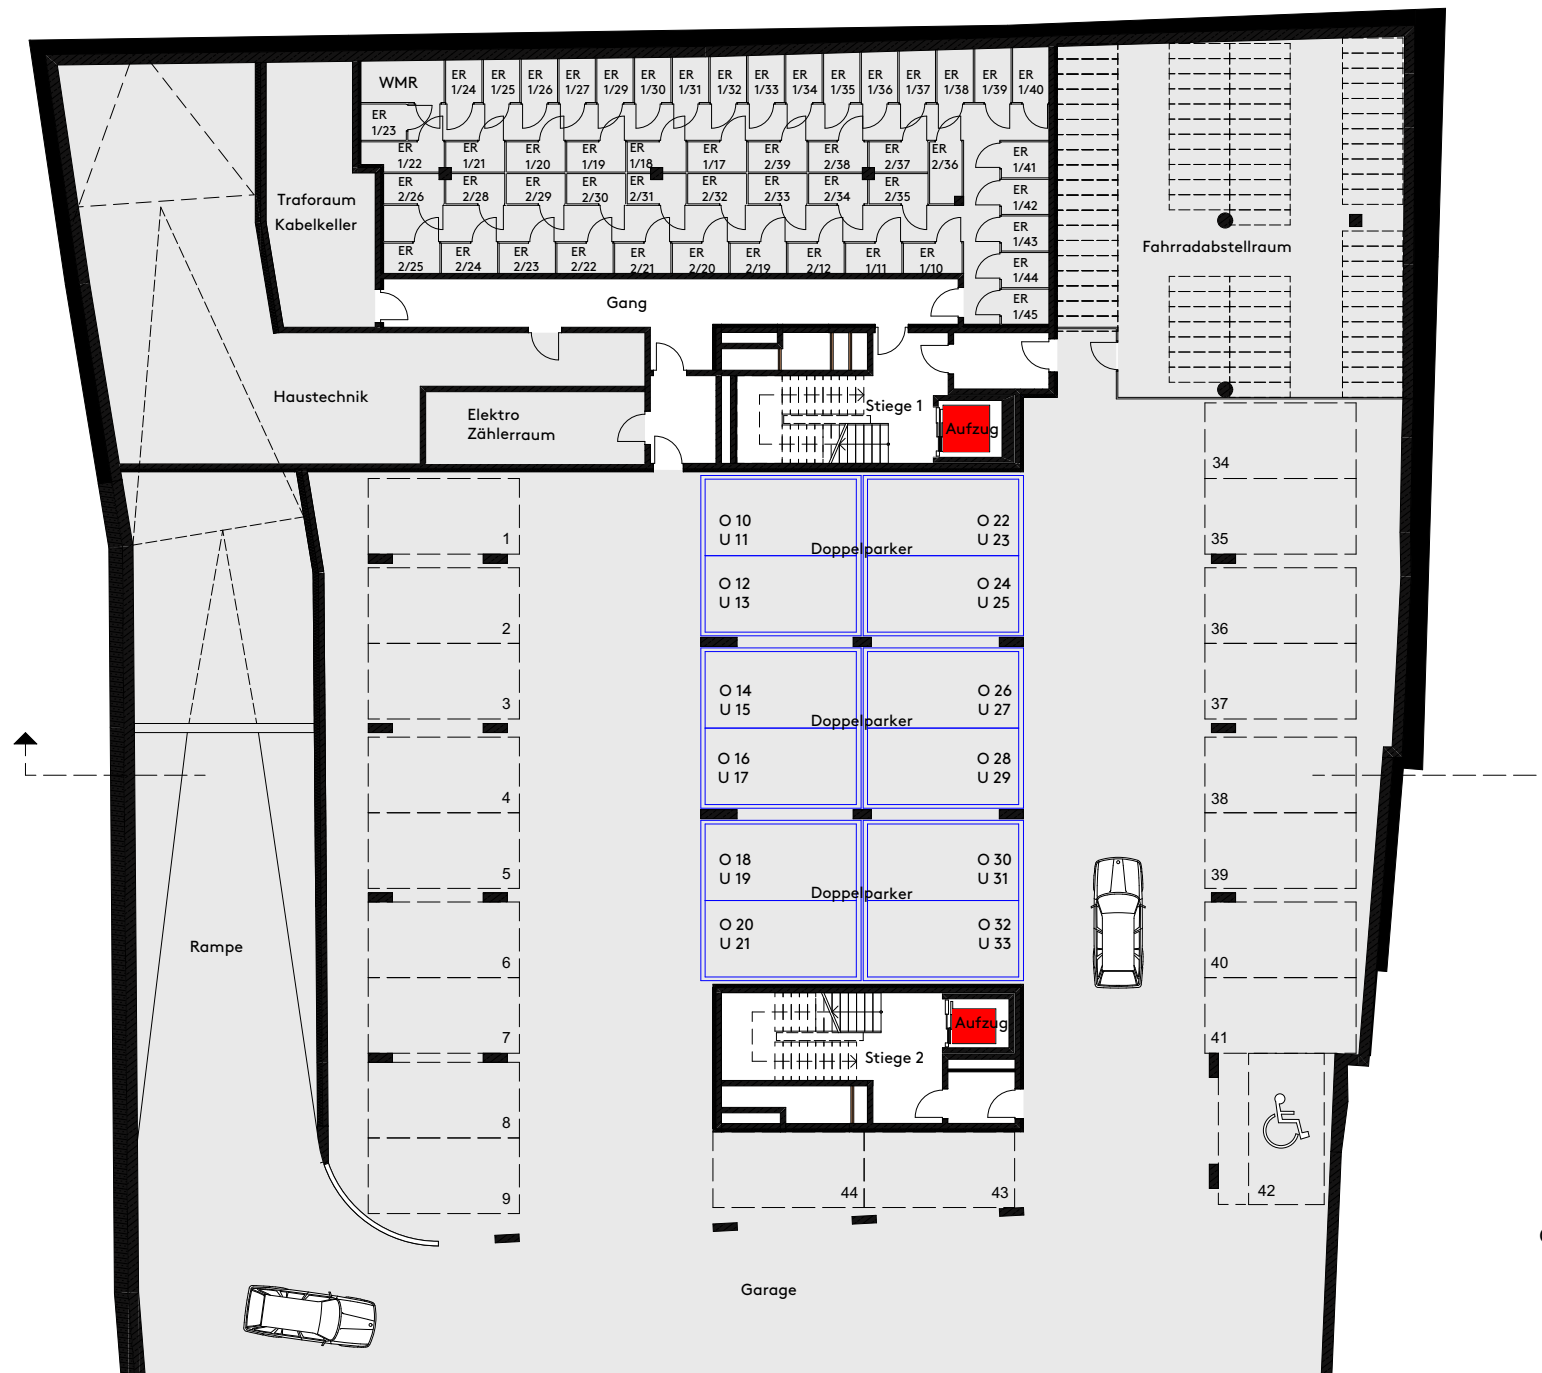 WMR
ER ER ER ER ER ER ER ER ER ER ER ER ER ER ER ER
1/24 1/25 1/26 1/27 1/29 1/30 1/31 1/32 1/33 1/34 1/35 1/36 1/37 1/38 1/39 1/40
ER
1/23
ER ER ER ER ER ER ER ER ER ER
1/22 1/21 1/20 1/19 1/18 1/17 2/39 2/38 2/37 2/36
ER
1/41
ER ER ER ER ER ER ER ER ER
2/26 2/28 2/29 2/30 2/31 2/32 2/33 2/34 2/35
ER
1/42
ER
1/43
ER ER ER ER ER ER ER ER ER ER
2/25 2/24 2/23 2/22 2/21 2/20 2/19 2/12 1/11 1/10
ER
1/44
ER
1/45
Traforaum
Kabelkeller
Fahrradabstellraum
Gang
Haustechnik
Elektro
Zählerraum
Stiege 1
Aufzug
34
35
36
37
38
39
40
41
42
1
2
3
4
5
6
7
8
9
O 10
U 11
O 22
U 23
Doppelparker
O 12
U 13
O 24
U 25
O 14
U 15
O 26
U 27
Doppelparker
O 16
U 17
O 28
U 29
O 18
U 19
O 30
U 31
Doppelparker
O 20
U 21
O 32
U 33
Rampe
Aufzug
Stiege 2
44
43
Garage